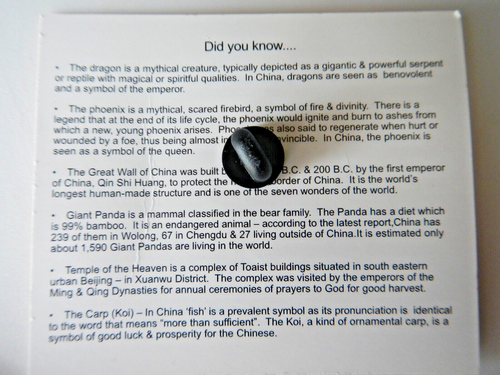 Did you know....
• The dragon is a mythical creature, typically depicted as a gigantic & powerful serpent
or reptile with magical or spiritful qualities. In China, dragons are seen as benevolent
and a symbol of the emperor.
• The phoenix is a mythical, scared firebird, a symbol of fire & divinity. There is a
legend that at the end of its life cycle, the phoenix would ignite and burn to ashes from
which a new, young phoenix arises. also said to regenerate when hurt or
wounded by a foe, thus being almost In China, the phoenix is
seen as a symbol of the queen.
• The Great Wall of China was built B.C. & 200 B.C. by the first emperor
of China, Qin Shi Huang, to protect the order of China. It is the world's
longest human-made structure and is one of the seven wonders of the world.
• Giant Panda is a mammal classified in the bear family. The Panda has a diet which
is 99% bamboo. It is an endangered animal – according to the latest report,China has
239 of them in Wolong, 67 in Chengdu & 27 living outside of China.It is estimated only
about 1,590 Giant Pandas are living in the world.
• Temple of the Heaven is a complex of Toaist buildings situated in south eastern
urban Beijing – in Xuanwu District. The complex was visited by the emperors of the
Ming & Qing Dynasties for annual ceremonies of prayers to God for good harvest.
• The Carp (Koi) – In China 'fish' is a prevalent symbol as its pronunciation is identical
to the word that means "more than sufficient". The Koi, a kind of ornamental carp, is a
symbol of good luck & prosperity for the Chinese.